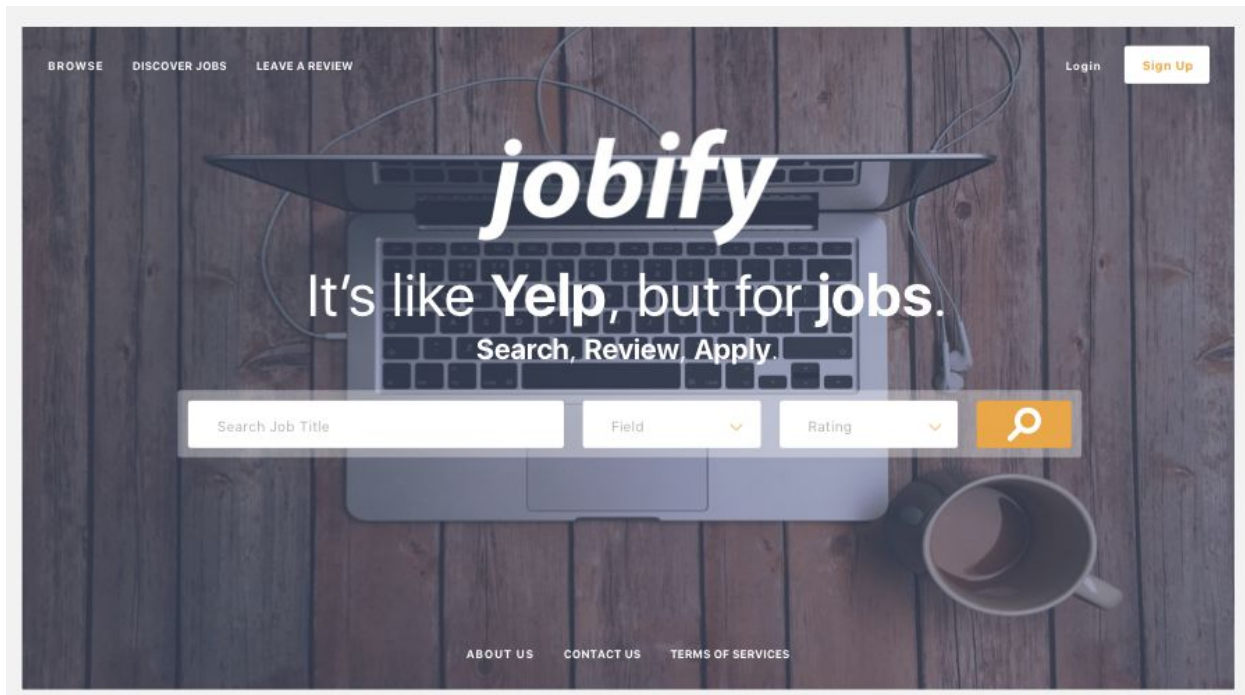 BROWSE DISCOVER JOBS LEAVE A REVIEW Login Sign Up
jobify
It's like Yelp, but for jobs.
Search, Review, Apply.
Search Job Title Field Rating
ABOUT US CONTACT US TERMS OF SERVICES